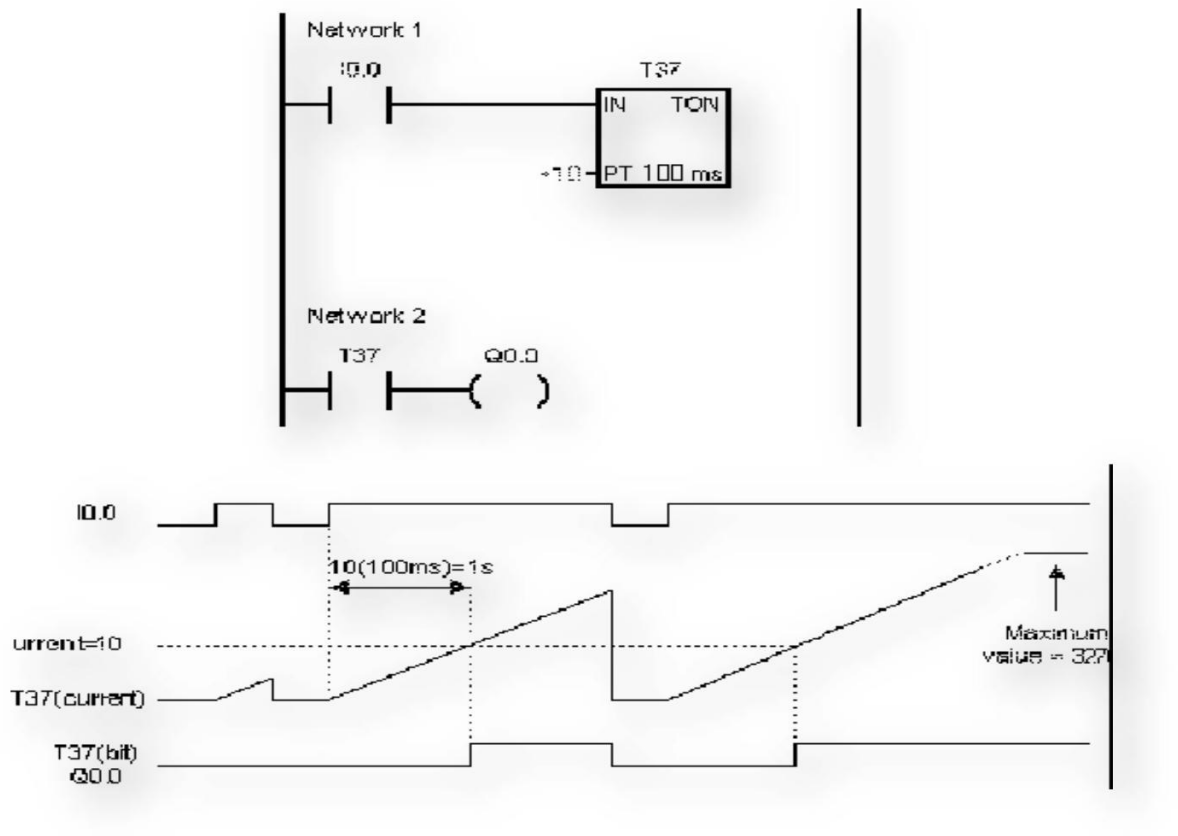 Network 1
I0.0
T37
IN TON
+10
PT 100 ms
Network 2
T37 Q0.0
I0.0
10(100ms)=1s
urrent=10
T37(current)
Maximum
value = 327
T37(bit)
Q0.0